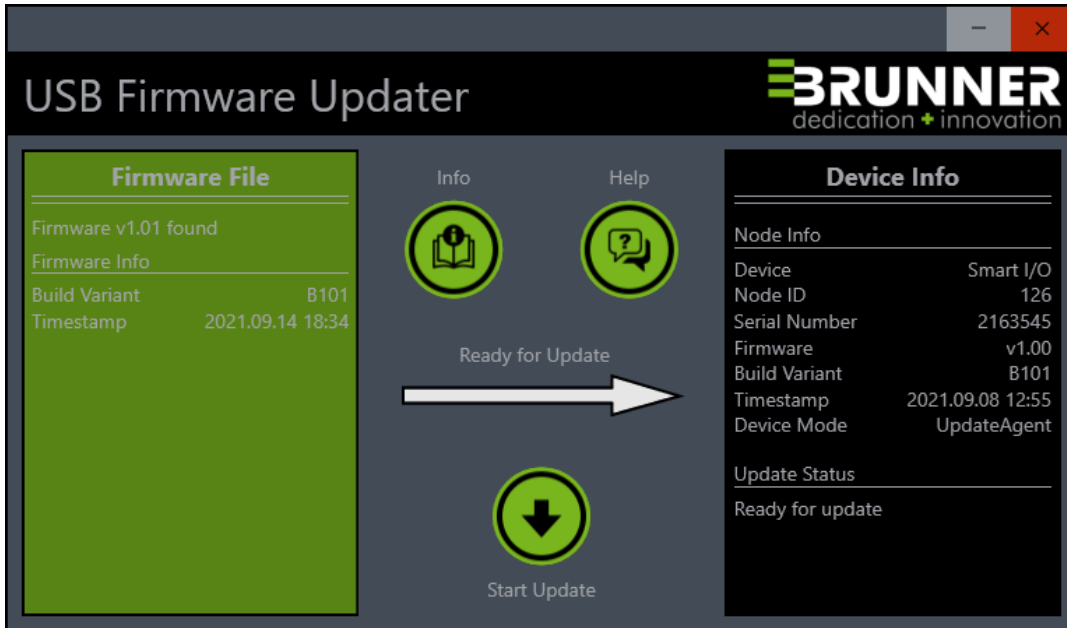 USB Firmware Updater
BRUNNER
dedication + innovation
Firmware File
Firmware v1.01 found
Firmware Info
Build Variant B101
Timestamp 2021.09.14 18:34
Info
Help
Ready for Update
Start Update
Device Info
Node Info
Device Smart I/O
Node ID 126
Serial Number 2163545
Firmware v1.00
Build Variant B101
Timestamp 2021.09.08 12:55
Device Mode UpdateAgent
Update Status
Ready for update